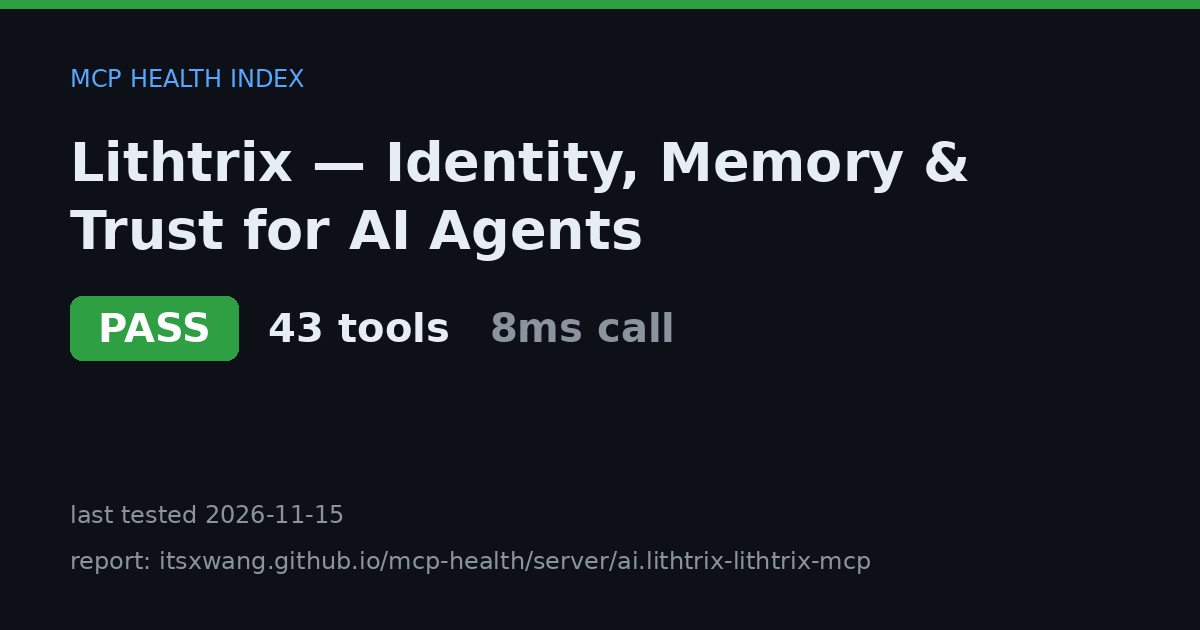 MCP HEALTH INDEX
Lithtrix — Identity, Memory &
Trust for AI Agents
PASS 43 tools 8ms call
last tested 2026-11-15
report: itsxwang.github.io/mcp-health/server/ai.lithtrix-lithtrix-mcp